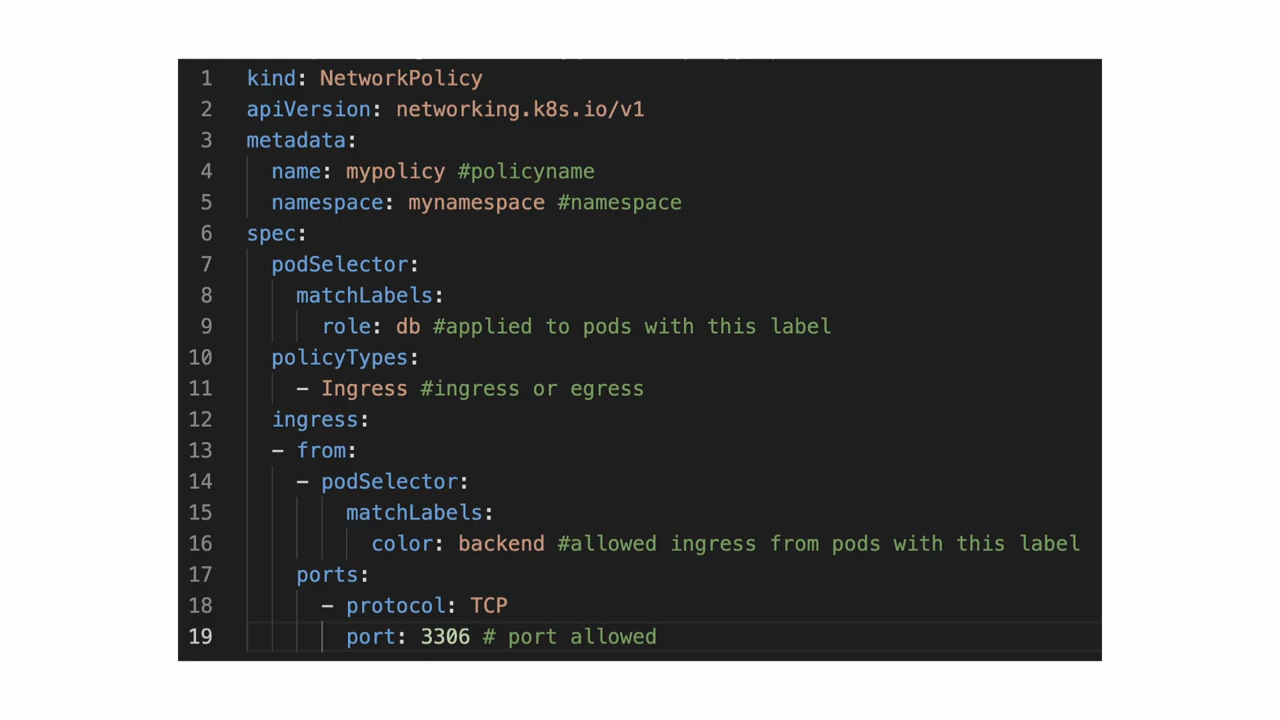 1 kind: NetworkPolicy
2 apiVersion: networking.k8s.io/v1
3 metadata:
4   name: mypolicy #policyname
5   namespace: mynamespace #namespace
6 spec:
7   podSelector:
8     matchLabels:
9       role: db #applied to pods with this label
10   policyTypes:
11     - Ingress #ingress or egress
12   ingress:
13   - from:
14     - podSelector:
15         matchLabels:
16           color: backend #allowed ingress from pods with this label
17     ports:
18       - protocol: TCP
19         port: 3306 # port allowed